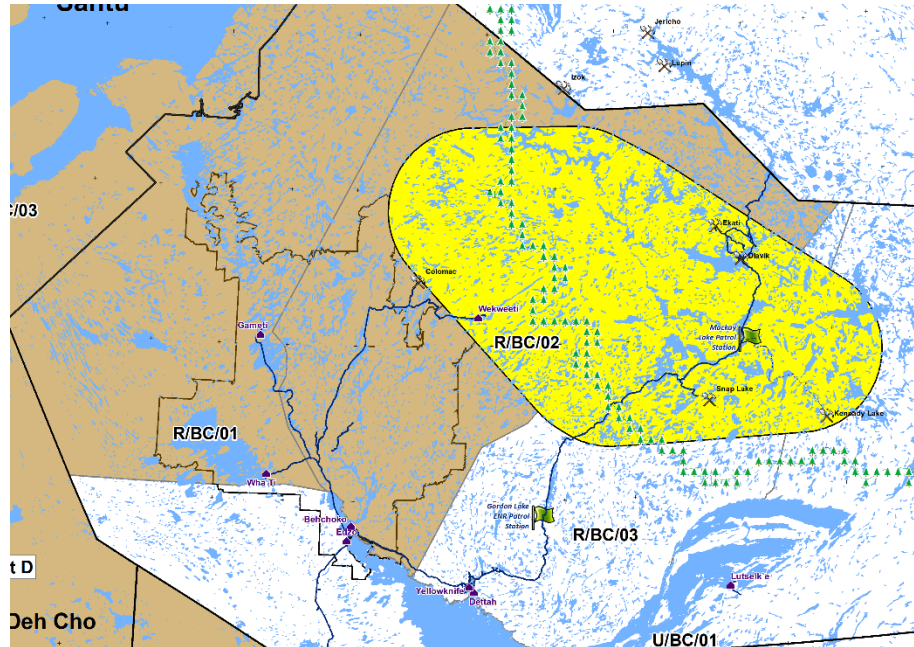 Sahtu
Jericho
Lupin
Izok
C/03
Ekati
Diavik
Colomac
Wekweeti
Gameti
R/BC/02
Mackay
Lake Patrol
Station
Snap Lake
Kennady Lake
R/BC/01
Wha Ti
Gordon Lake
ENR Patrol
Station
Behchoko
Edzo
R/BC/03
t D
Lutselk'e
Yellowknife
Dettah
Deh Cho
U/BC/01